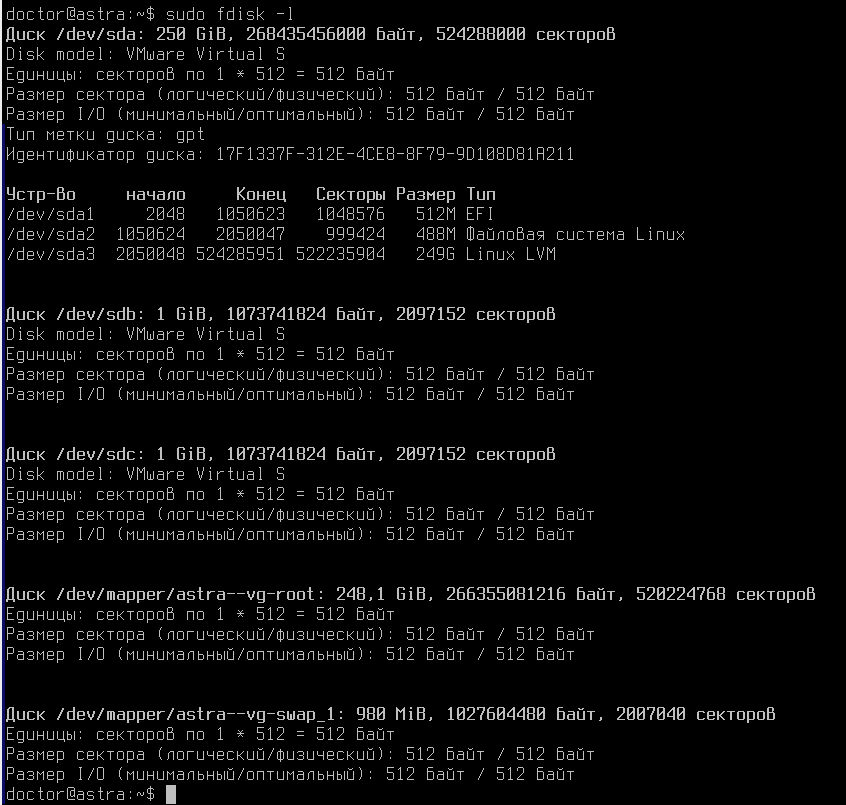 doctor@astra:~$ sudo fdisk -l
Диск /dev/sda: 250 GiB, 268435456000 байт, 524288000 секторов
Disk model: VMware Virtual S
Единицы: секторов по 1 * 512 = 512 байт
Размер сектора (логический/физический): 512 байт / 512 байт
Размер I/O (минимальный/оптимальный): 512 байт / 512 байт
Тип метки диска: gpt
Идентификатор диска: 17F1337F-312E-4CE8-8F79-9D108D81A211
Устр-во начало Конец Секторы Размер Тип
/dev/sda1 2048 1050623 1048576 512M EFI
/dev/sda2 1050624 2050047 999424 488M Файловая система Linux
/dev/sda3 2050048 524285951 522235904 249G Linux LVM
Диск /dev/sdb: 1 GiB, 1073741824 байт, 2097152 секторов
Disk model: VMware Virtual S
Единицы: секторов по 1 * 512 = 512 байт
Размер сектора (логический/физический): 512 байт / 512 байт
Размер I/O (минимальный/оптимальный): 512 байт / 512 байт
Диск /dev/sdc: 1 GiB, 1073741824 байт, 2097152 секторов
Disk model: VMware Virtual S
Единицы: секторов по 1 * 512 = 512 байт
Размер сектора (логический/физический): 512 байт / 512 байт
Размер I/O (минимальный/оптимальный): 512 байт / 512 байт
Диск /dev/mapper/astra--vg-root: 248,1 GiB, 266355081216 байт, 520224768 секторов
Единицы: секторов по 1 * 512 = 512 байт
Размер сектора (логический/физический): 512 байт / 512 байт
Размер I/O (минимальный/оптимальный): 512 байт / 512 байт
Диск /dev/mapper/astra--vg-swap_1: 980 MiB, 1027604480 байт, 2007040 секторов
Единицы: секторов по 1 * 512 = 512 байт
Размер сектора (логический/физический): 512 байт / 512 байт
Размер I/O (минимальный/оптимальный): 512 байт / 512 байт
doctor@astra:~$